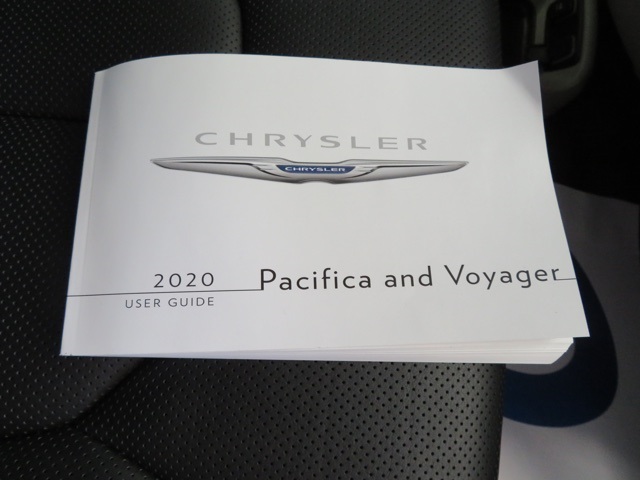 CHRYSLER
CHRYSLER
2020 Pacifica and Voyager
USER GUIDE